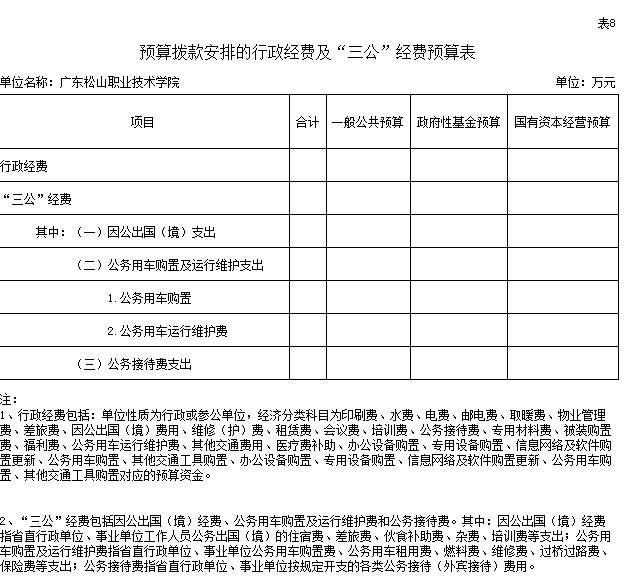 表8
预算拨款安排的行政经费及“三公”经费预算表
单位名称：广东松山职业技术学院 单位：万元
项目 合计 一般公共预算 政府性基金预算 国有资本经营预算
行政经费
“三公”经费
其中：（一）因公出国（境）支出
（二）公务用车购置及运行维护支出
1.公务用车购置
2.公务用车运行维护费
（三）公务接待费支出
注：
1、行政经费包括：单位性质为行政或参公单位，经济分类科目为印刷费、水费、电费、邮电费、取暖费、物业管理
费、差旅费、因公出国（境）费用、维修（护）费、租赁费、会议费、培训费、公务接待费、专用材料费、被装购置
费、福利费、公务用车运行维护费、其他交通费用、医疗费补助、办公设备购置、专用设备购置、信息网络及软件购
置更新、公务用车购置、其他交通工具购置、办公设备购置、专用设备购置、信息网络及软件购置更新、公务用车购
置、其他交通工具购置对应的预算资金。
2、“三公”经费包括因公出国（境）经费、公务用车购置及运行维护费和公务接待费。其中：因公出国（境）经费
指省直行政单位、事业单位工作人员公务出国（境）的住宿费、差旅费、伙食补助费、杂费、培训费等支出；公务用
车购置及运行维护费指省直行政单位、事业单位公务用车购置费、公务用车租用费、燃料费、维修费、过桥过路费、
保险费等支出；公务接待费指省直行政单位、事业单位按规定开支的各类公务接待（外宾接待）费用。